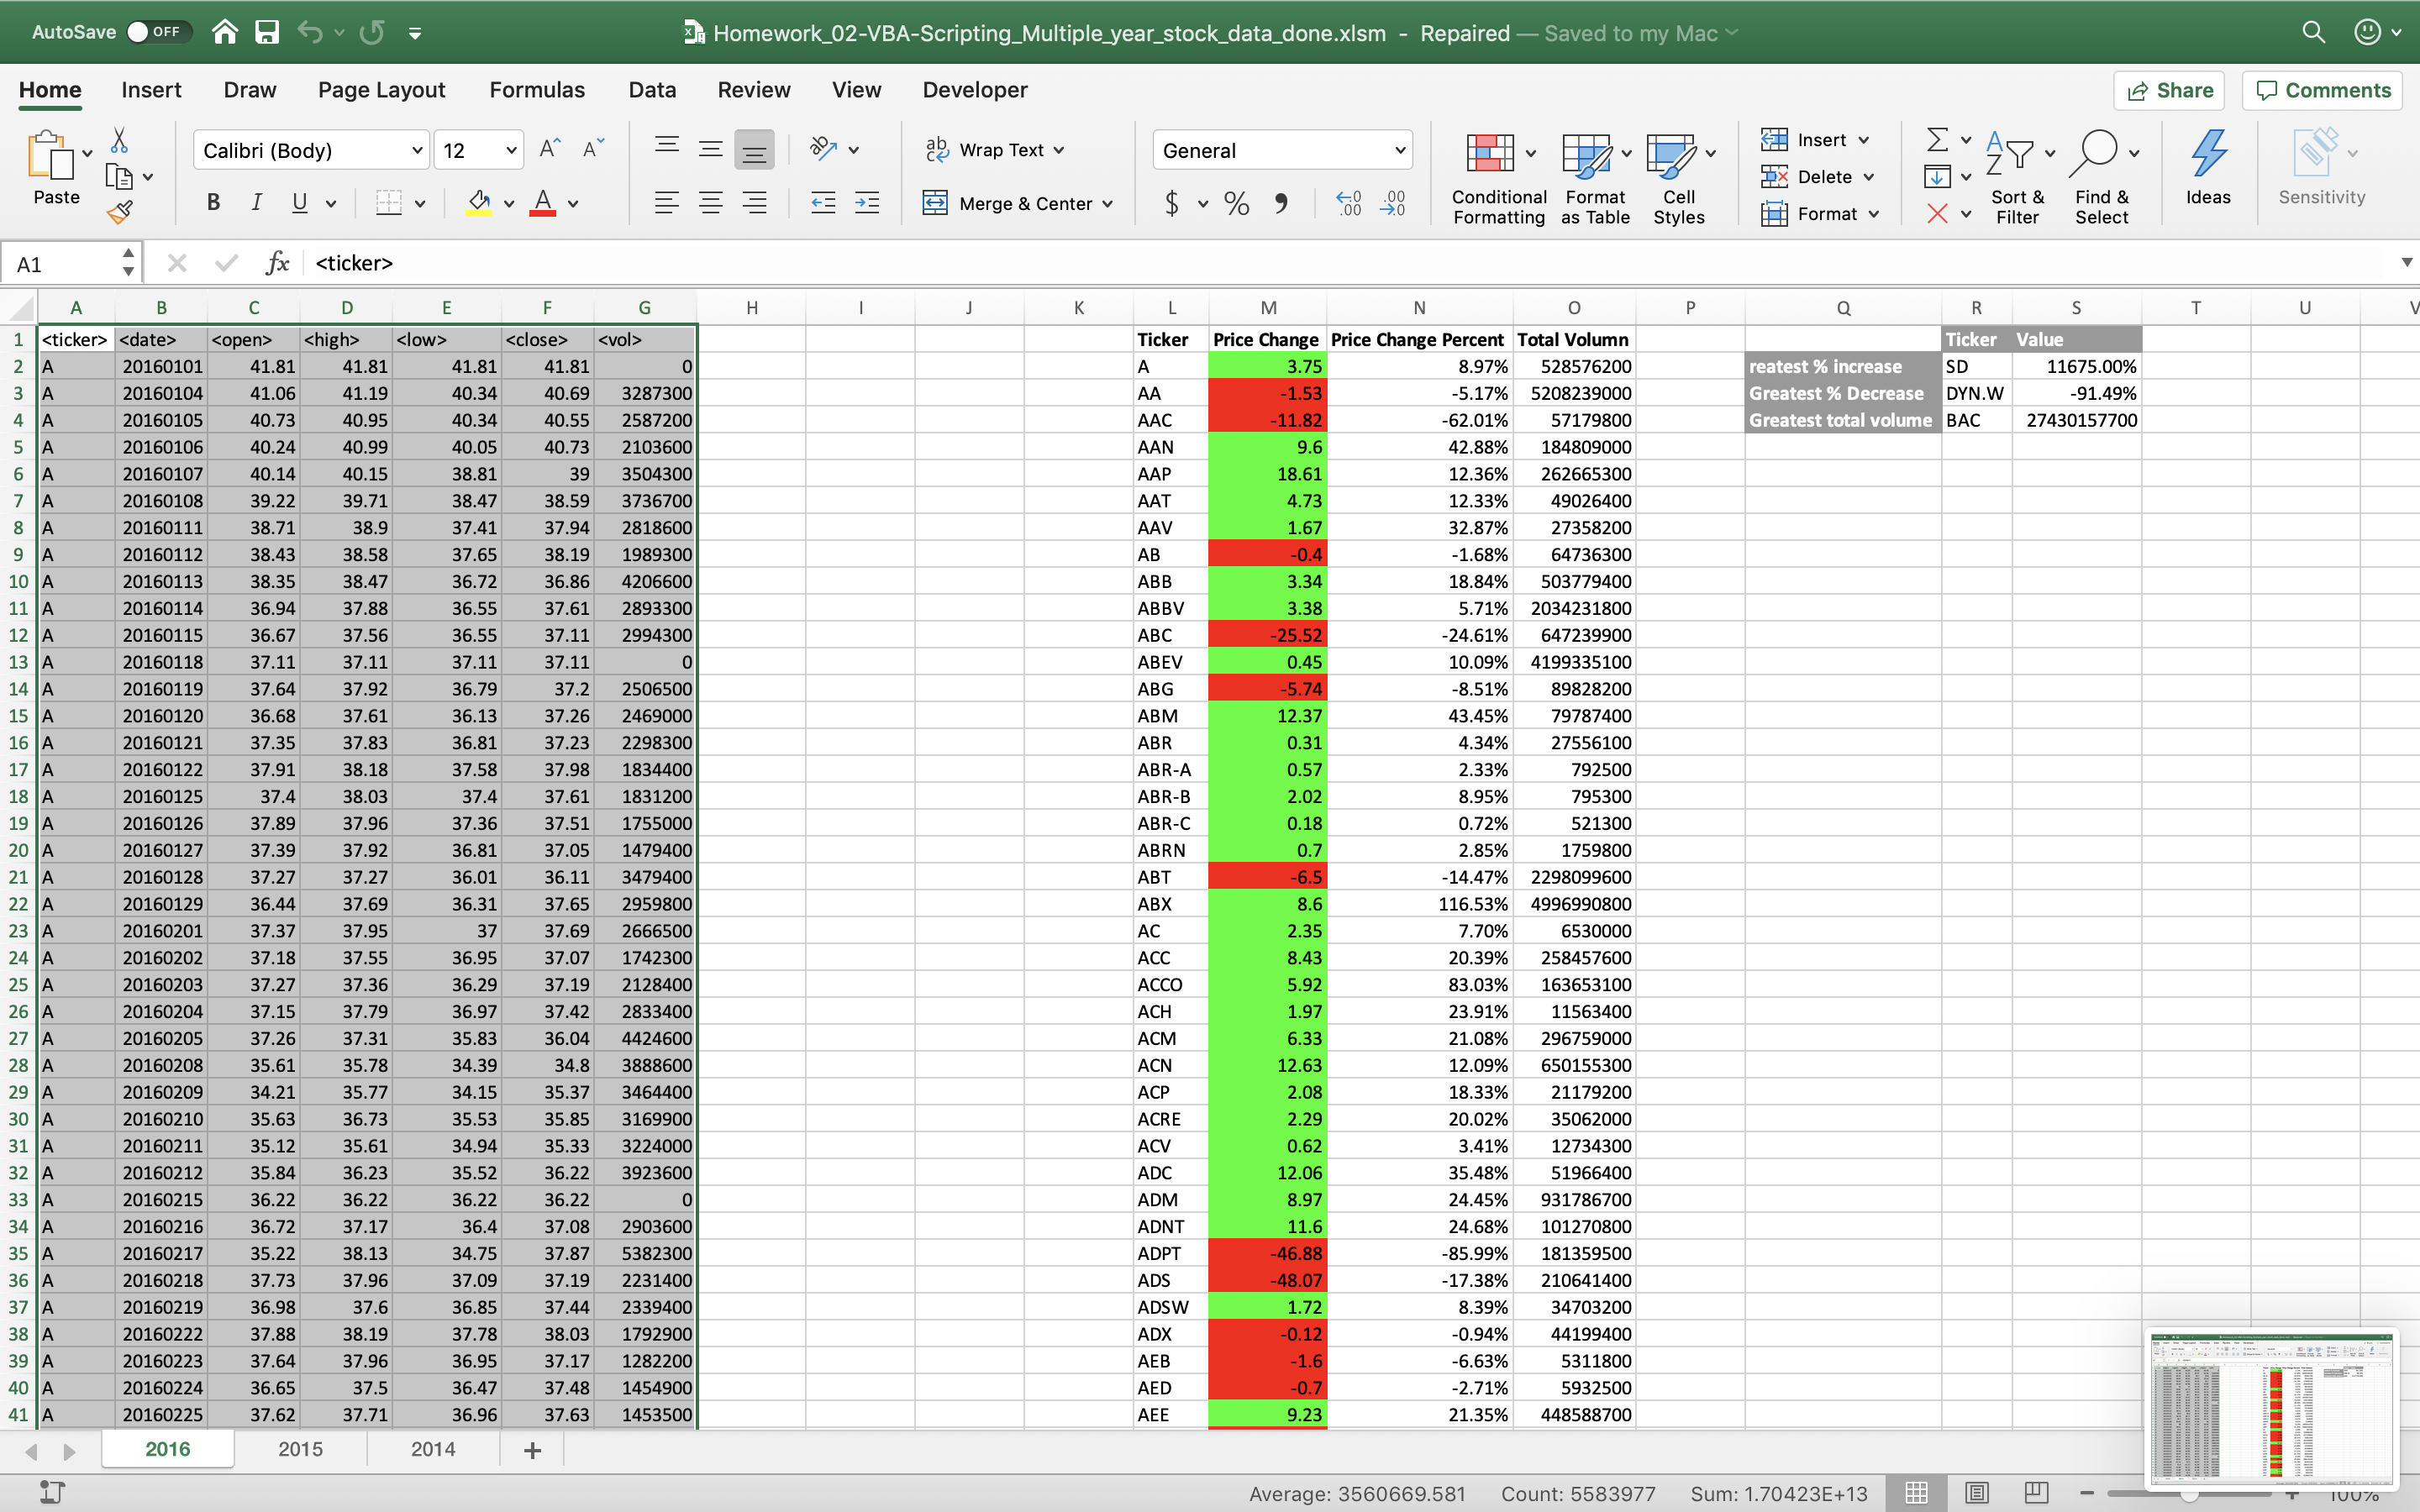 AutoSave OFF Homework_02-VBA-Scripting_Multiple_year_stock_data_done.xlsm - Repaired — Saved to my Mac
Home Insert Draw Page Layout Formulas Data Review View Developer Share Comments
Paste Calibri (Body) 12 Wrap Text General Conditional Formatting Format as Table Cell Styles Insert Delete Format Sort & Filter Find & Select Ideas Sensitivity
B I U A Merge & Center $ %
A1 fx <ticker>
A B C D E F G H I J K L M N O P Q R S T U V
1 <ticker> <date> <open> <high> <low> <close> <vol> Ticker Price Change Price Change Percent Total Volumn Ticker Value
2 A 20160101 41.81 41.81 41.81 41.81 0 A 3.75 8.97% 528576200 reatest % increase SD 11675.00%
3 A 20160104 41.06 41.19 40.34 40.69 3287300 AA -1.53 -5.17% 5208239000 Greatest % Decrease DYN.W -91.49%
4 A 20160105 40.73 40.95 40.34 40.55 2587200 AAC -11.82 -62.01% 57179800 Greatest total volume BAC 27430157700
5 A 20160106 40.24 40.99 40.05 40.73 2103600 AAN 9.6 42.88% 184809000
6 A 20160107 40.14 40.15 38.81 39 3504300 AAP 18.61 12.36% 262665300
7 A 20160108 39.22 39.71 38.47 38.59 3736700 AAT 4.73 12.33% 49026400
8 A 20160111 38.71 38.9 37.41 37.94 2818600 AAV 1.67 32.87% 27358200
9 A 20160112 38.43 38.58 37.65 38.19 1989300 AB -0.4 -1.68% 64736300
10 A 20160113 38.35 38.47 36.72 36.86 4206600 ABB 3.34 18.84% 503779400
11 A 20160114 36.94 37.88 36.55 37.61 2893300 ABBV 3.38 5.71% 2034231800
12 A 20160115 36.67 37.56 36.55 37.11 2994300 ABC -25.52 -24.61% 647239900
13 A 20160118 37.11 37.11 37.11 37.11 0 ABEV 0.45 10.09% 4199335100
14 A 20160119 37.64 37.92 36.79 37.2 2506500 ABG -5.74 -8.51% 89828200
15 A 20160120 36.68 37.61 36.13 37.26 2469000 ABM 12.37 43.45% 79787400
16 A 20160121 37.35 37.83 36.81 37.23 2298300 ABR 0.31 4.34% 27556100
17 A 20160122 37.91 38.18 37.58 37.98 1834400 ABR-A 0.57 2.33% 792500
18 A 20160125 37.4 38.03 37.4 37.61 1831200 ABR-B 2.02 8.95% 795300
19 A 20160126 37.89 37.96 37.36 37.51 1755000 ABR-C 0.18 0.72% 521300
20 A 20160127 37.39 37.92 36.81 37.05 1479400 ABRN 0.7 2.85% 1759800
21 A 20160128 37.27 37.27 36.01 36.11 3479400 ABT -6.5 -14.47% 2298099600
22 A 20160129 36.44 37.69 36.31 37.65 2959800 ABX 8.6 116.53% 4996990800
23 A 20160201 37.37 37.95 37 37.69 2666500 AC 2.35 7.70% 6530000
24 A 20160202 37.18 37.55 36.95 37.07 1742300 ACC 8.43 20.39% 258457600
25 A 20160203 37.27 37.36 36.29 37.19 2128400 ACCO 5.92 83.03% 163653100
26 A 20160204 37.15 37.79 36.97 37.42 2833400 ACH 1.97 23.91% 11563400
27 A 20160205 37.26 37.31 35.83 36.04 4424600 ACM 6.33 21.08% 296759000
28 A 20160208 35.61 35.78 34.39 34.8 3888600 ACN 12.63 12.09% 650155300
29 A 20160209 34.21 35.77 34.15 35.37 3464400 ACP 2.08 18.33% 21179200
30 A 20160210 35.63 36.73 35.53 35.85 3169900 ACRE 2.29 20.02% 35062000
31 A 20160211 35.12 35.61 34.94 35.33 3224000 ACV 0.62 3.41% 12734300
32 A 20160212 35.84 36.23 35.52 36.22 3923600 ADC 12.06 35.48% 51966400
33 A 20160215 36.22 36.22 36.22 36.22 0 ADM 8.97 24.45% 931786700
34 A 20160216 36.72 37.17 36.4 37.08 2903600 ADNT 11.6 24.68% 101270800
35 A 20160217 35.22 38.13 34.75 37.87 5382300 ADPT -46.88 -85.99% 181359500
36 A 20160218 37.73 37.96 37.09 37.19 2231400 ADS -48.07 -17.38% 210641400
37 A 20160219 36.98 37.6 36.85 37.44 2339400 ADSW 1.72 8.39% 34703200
38 A 20160222 37.88 38.19 37.78 38.03 1792900 ADX -0.12 -0.94% 44199400
39 A 20160223 37.64 37.96 36.95 37.17 1282200 AEB -1.6 -6.63% 5311800
40 A 20160224 36.65 37.5 36.47 37.48 1454900 AED -0.7 -2.71% 5932500
41 A 20160225 37.62 37.71 36.96 37.63 1453500 AEE 9.23 21.35% 448588700
2016 2015 2014 +
Average: 3560669.581 Count: 5583977 Sum: 1.70423E+13 100%